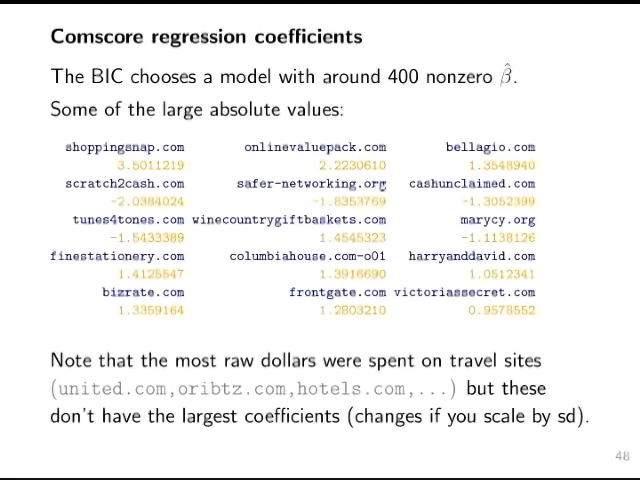 Comscore regression coefficients
The BIC chooses a model with around 400 nonzero β̂.
Some of the large absolute values:
shoppingsnap.com onlinevaluepack.com bellagio.com
3.5011219 2.2230610 1.3548940
scratch2cash.com safer-networking.org cashunclaimed.com
-2.0384024 -1.8353769 -1.3052399
tunes4tones.com winecountrygiftbaskets.com marycy.org
-1.5433389 1.4545323 -1.1138126
finestationery.com columbiahouse.com-o01 harryanddavid.com
1.4125547 1.3916690 1.0512341
bizrate.com frontgate.com victoriassecret.com
1.3359164 1.2803210 0.9578552
Note that the most raw dollars were spent on travel sites
(united.com,oribtz.com,hotels.com,...) but these
don't have the largest coefficients (changes if you scale by sd).
48